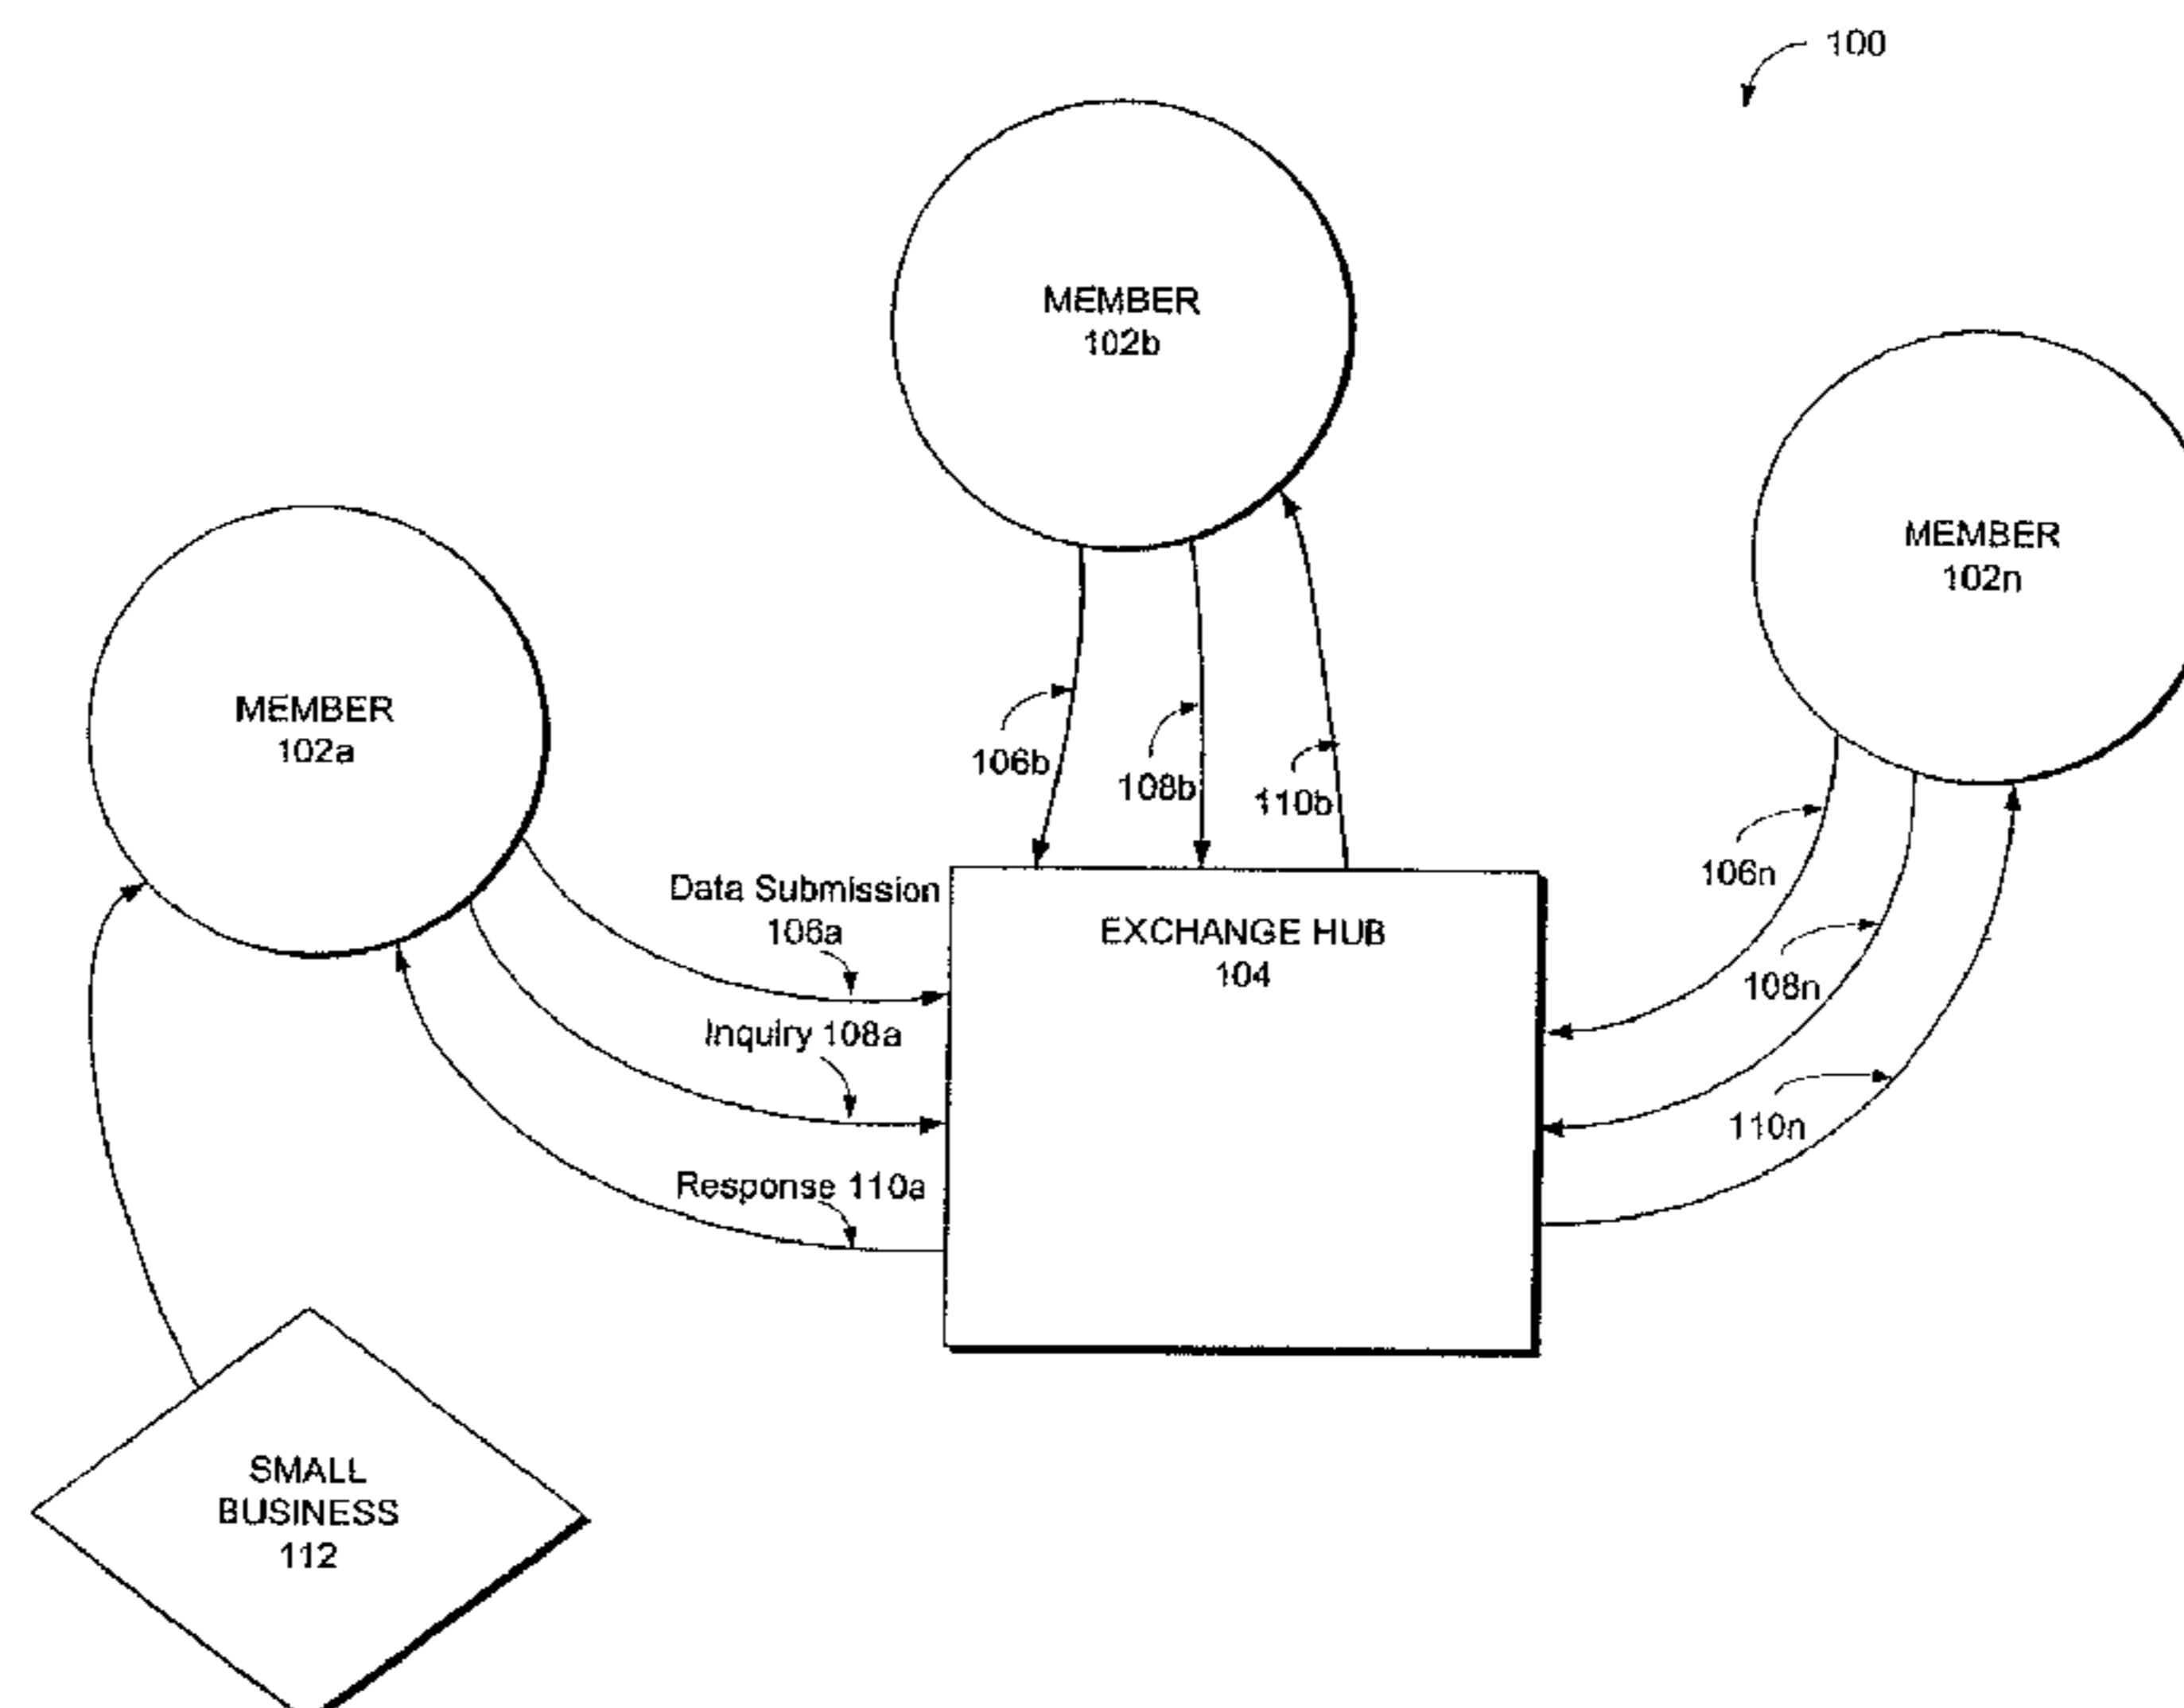 100
MEMBER
102b
MEMBER
102n
MEMBER
102a
106b
108b
110b
106n
Data Submission
106a
EXCHANGE HUB
104
108n
Inquiry 108a
110n
Response 110a
SMALL
BUSINESS
112